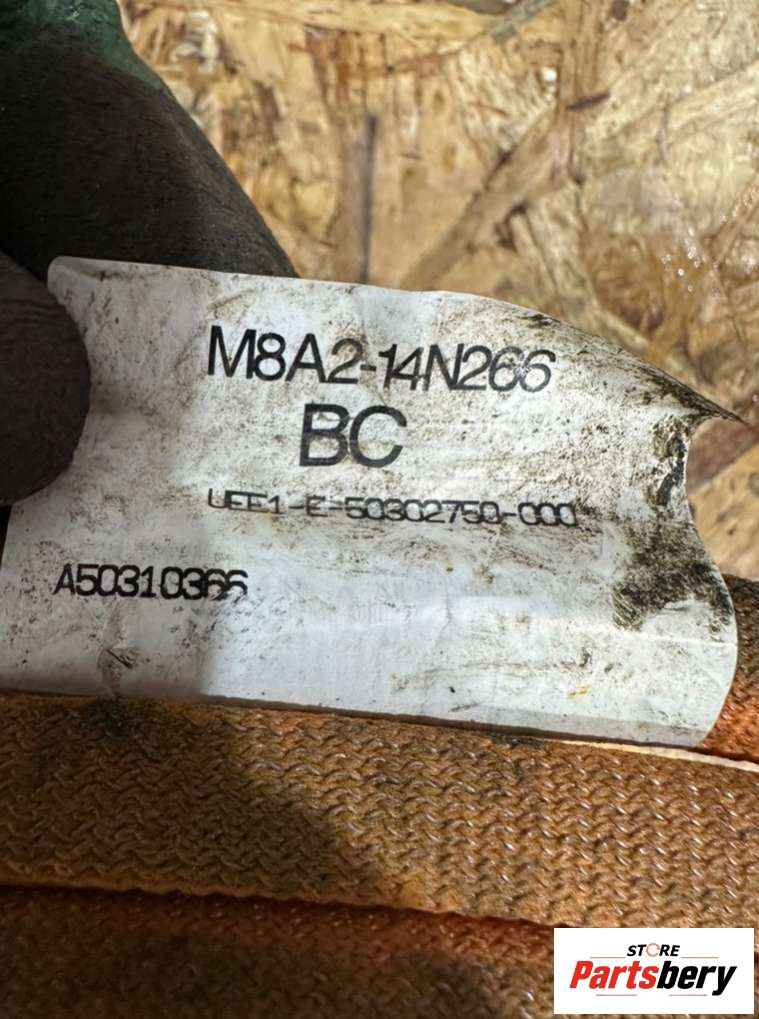 M8A2-14N266
BC
UEE1-E-50302750-000
A50310366
STORE
Partsbery